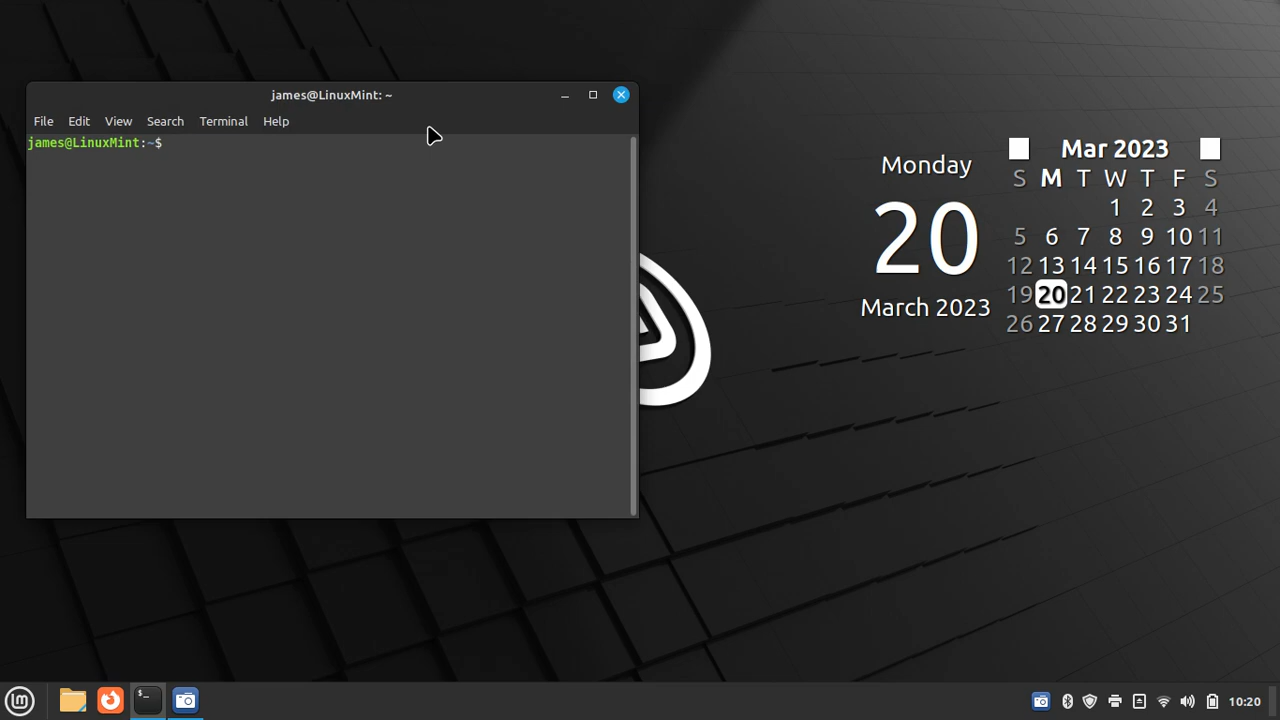 james@LinuxMint: ~
File Edit View Search Terminal Help
james@LinuxMint:~$
Monday
20
March 2023
Mar 2023
S M T W T F S
1 2 3 4
5 6 7 8 9 10 11
12 13 14 15 16 17 18
19 20 21 22 23 24 25
26 27 28 29 30 31
$_
10:20